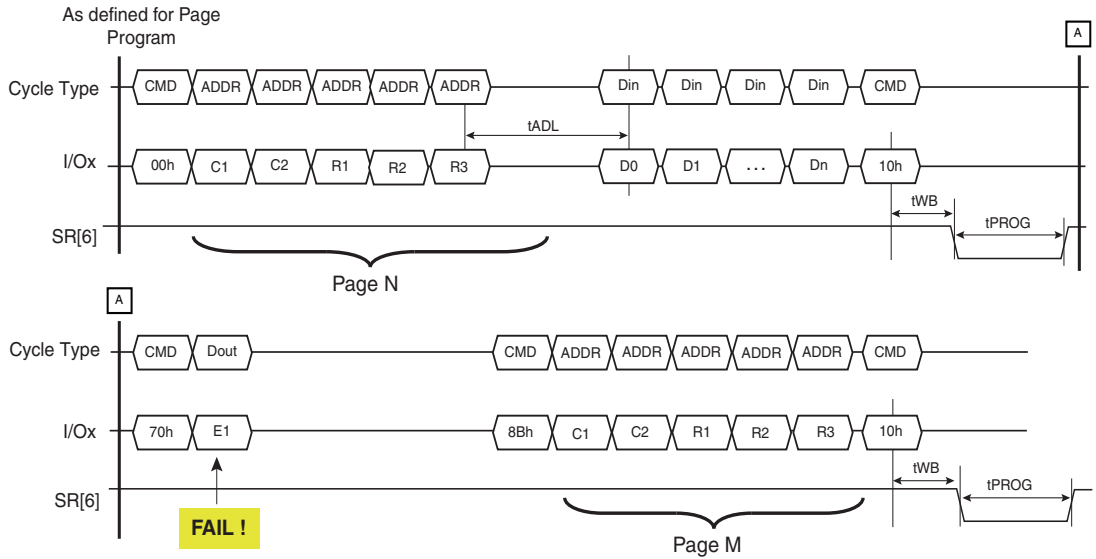 As defined for Page
Program
A
Cycle Type CMD ADDR ADDR ADDR ADDR ADDR Din Din Din Din CMD
tADL
I/Ox 00h C1 C2 R1 R2 R3 D0 D1 ... Dn 10h
tWB
tPROG
SR[6]
Page N
A
Cycle Type CMD Dout CMD ADDR ADDR ADDR ADDR ADDR CMD
I/Ox 70h E1 8Bh C1 C2 R1 R2 R3 10h
tWB
tPROG
SR[6]
FAIL !
Page M